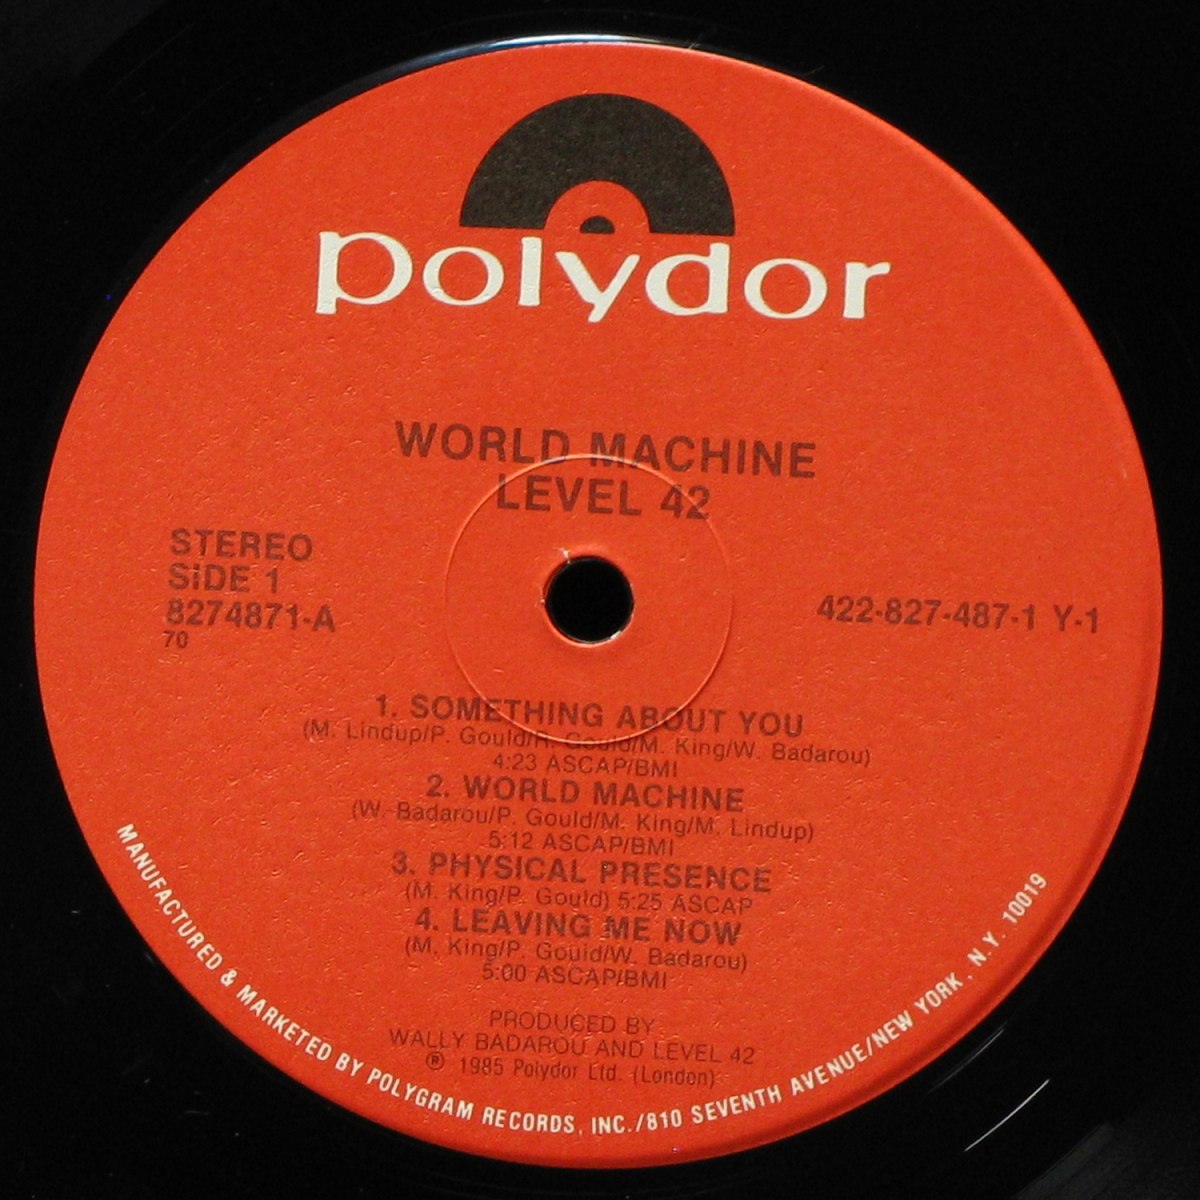 polydor
WORLD MACHINE
LEVEL 42
STEREO
SiDE 1
8274871-A
70
422-827-487-1 Y-1
1. SOMETHING ABOUT YOU
(M. Lindup/P. Gould/R. Gould/M. King/W. Badarou)
4:23 ASCAP/BMI
2. WORLD MACHINE
(W. Badarou/P. Gould/M. King/M. Lindup)
5:12 ASCAP/BMI
3. PHYSICAL PRESENCE
(M. King/P. Gould) 5:25 ASCAP
4. LEAVING ME NOW
(M. King/P. Gould/W. Badarou)
5:00 ASCAP/BMI
PRODUCED BY
WALLY BADAROU AND LEVEL 42
® 1985 Polydor Ltd. (London)
MANUFACTURED & MARKETED BY POLYGRAM RECORDS, INC./810 SEVENTH AVENUE/NEW YORK, N.Y. 10019